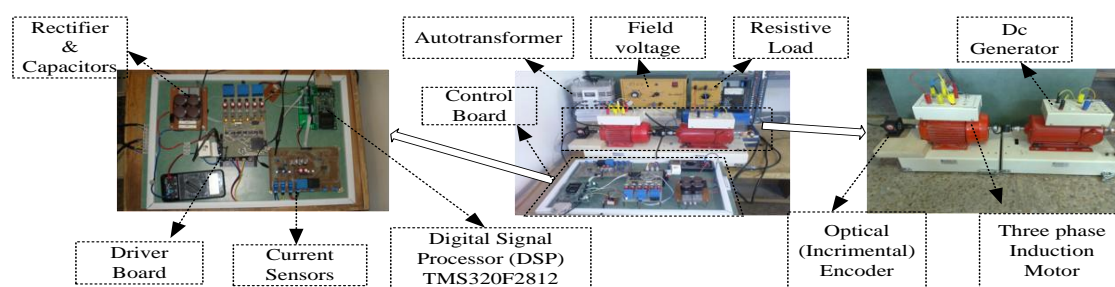 Rectifier
&
Capacitors
Autotransformer
Field
voltage
Resistive
Load
Dc
Generator
Control
Board
Driver
Board
Current
Sensors
Digital Signal
Processor (DSP)
TMS320F2812
Optical
(Incrimental)
Encoder
Three phase
Induction
Motor